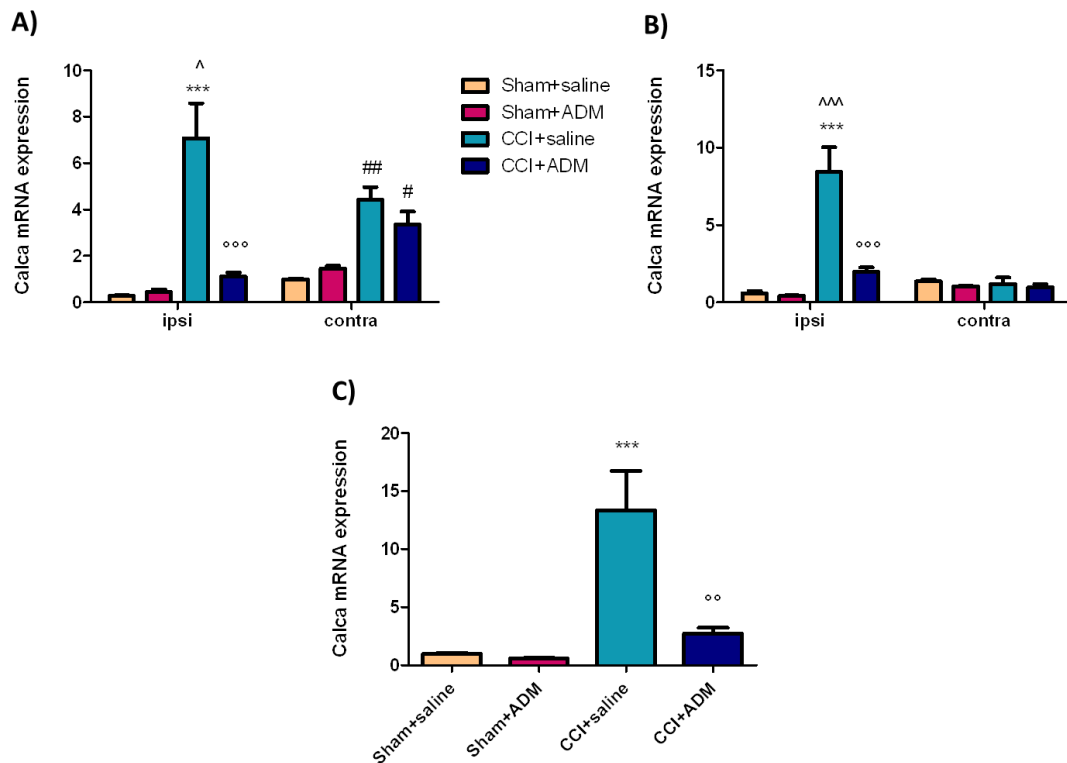 A)
Calca mRNA expression
10
8
6
4
2
0
^
***
°°°
##
#
ipsi contra
Sham+saline
Sham+ADM
CCI+saline
CCI+ADM
B)
Calca mRNA expression
15
10
5
0
^^^
***
°°°
ipsi contra
C)
Calca mRNA expression
20
15
10
5
0
***
°°
Sham+saline
Sham+ADM
CCI+saline
CCI+ADM